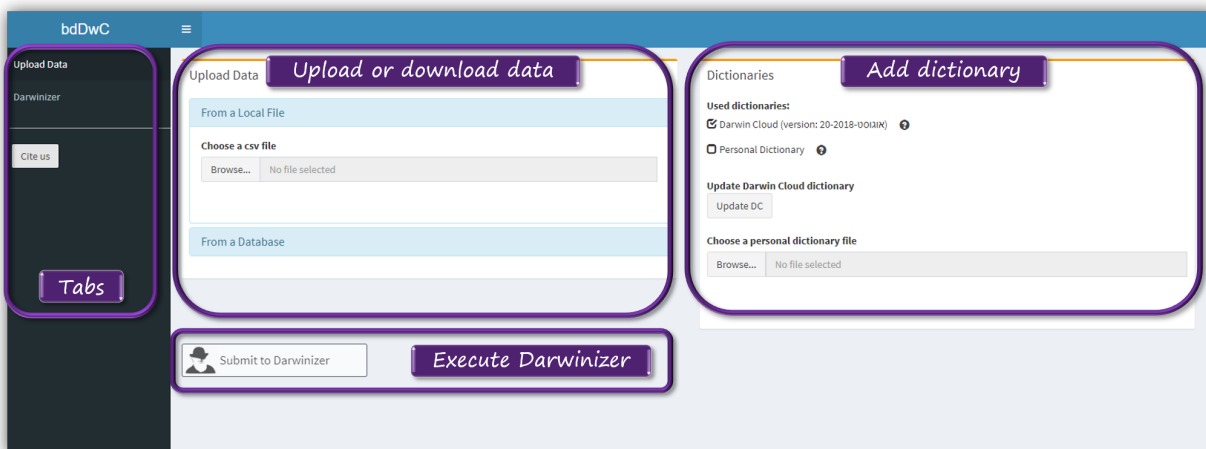 bdDwC
Upload Data
Darwinizer
Cite us
Tabs
Upload Data
Upload or download data
From a Local File
Choose a csv file
Browse... No file selected
From a Database
Submit to Darwinizer
Execute Darwinizer
Dictionaries
Add dictionary
Used dictionaries:
Darwin Cloud (version: 20-2018-אוגוסט)
Personal Dictionary
Update Darwin Cloud dictionary
Update DC
Choose a personal dictionary file
Browse... No file selected